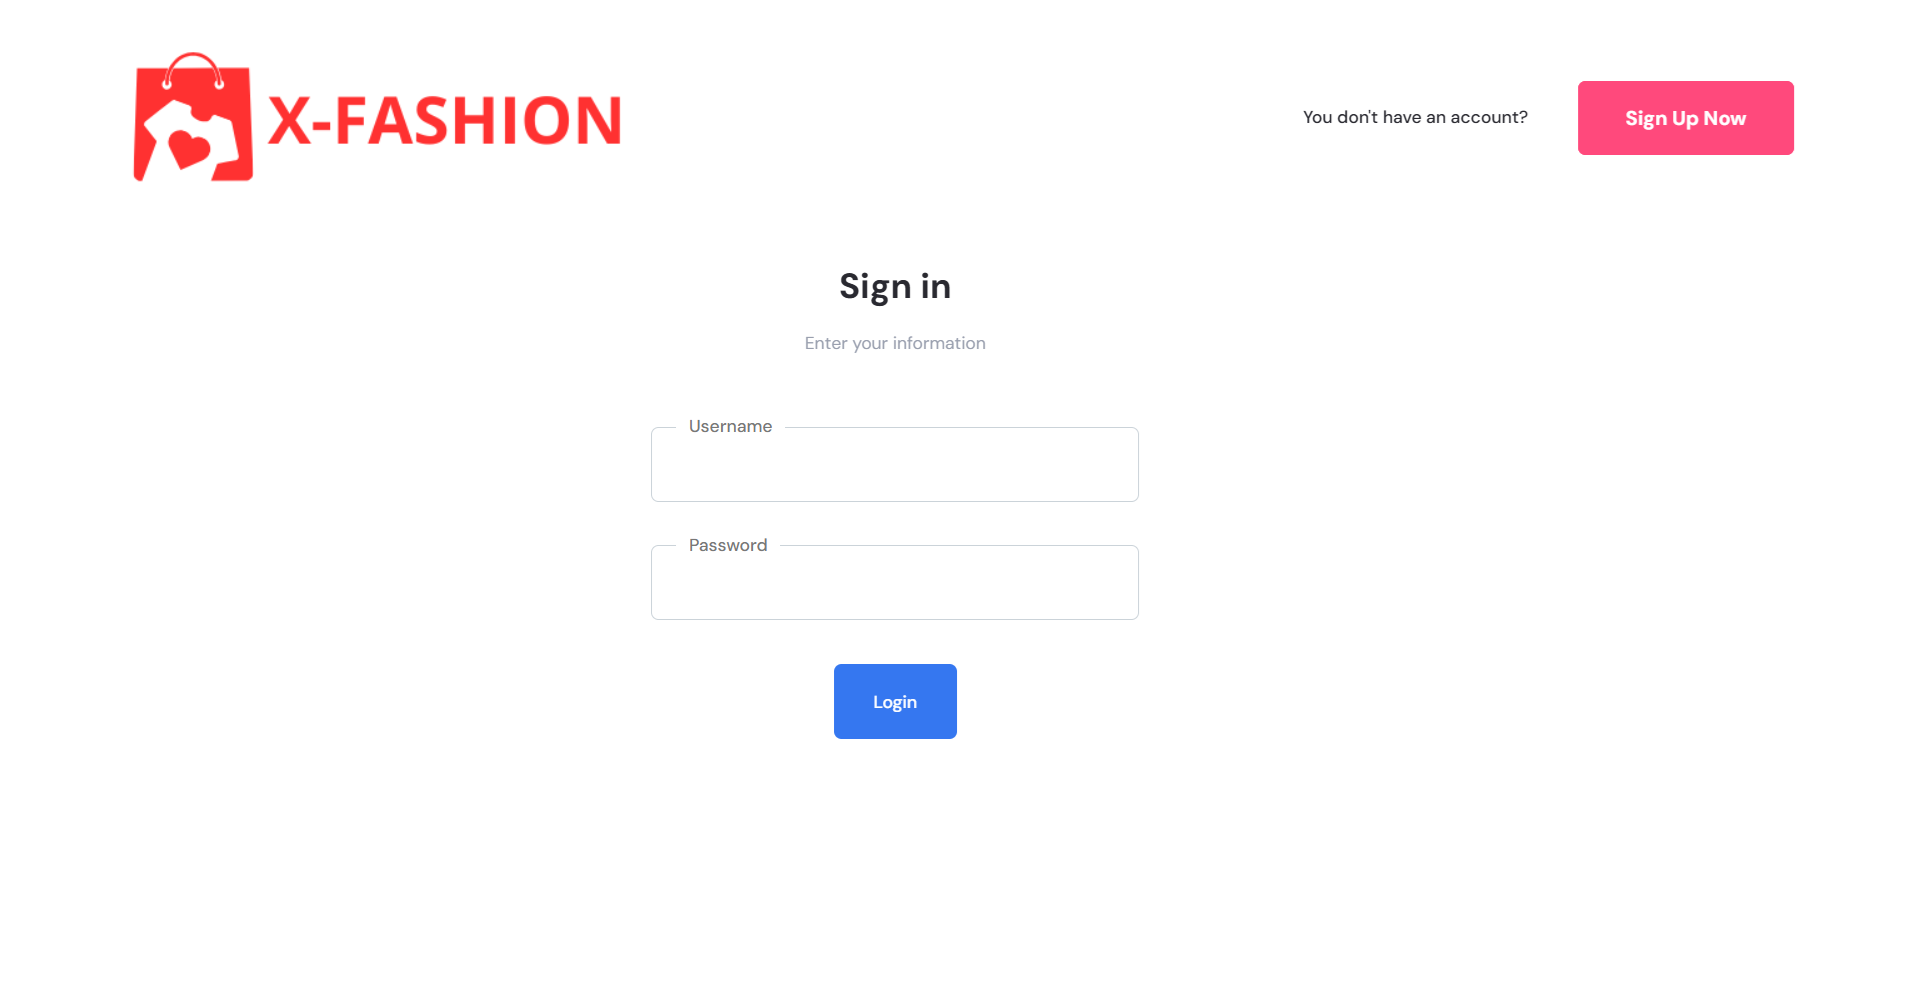 X-FASHION
You don't have an account?
Sign Up Now
Sign in
Enter your information
Username
Password
Login